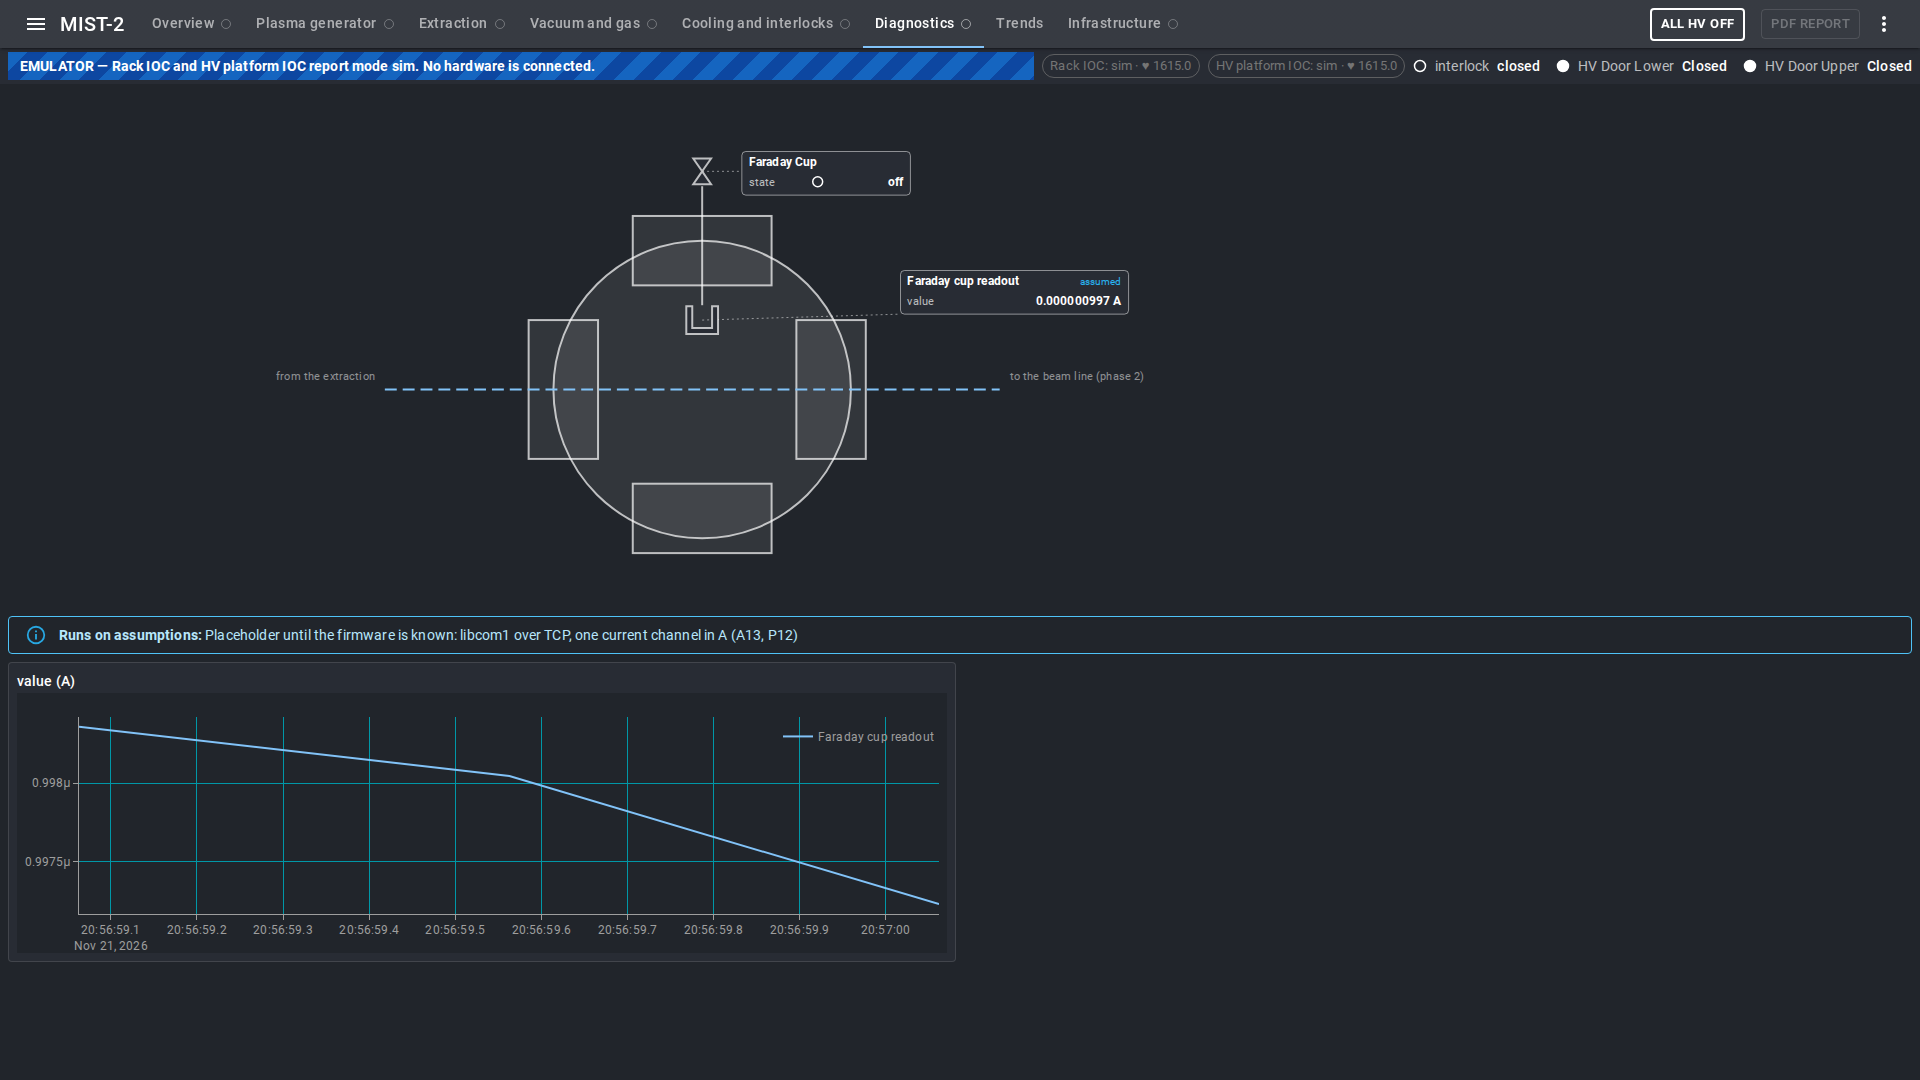 MIST-2 Overview Plasma generator Extraction Vacuum and gas Cooling and interlocks Diagnostics Trends Infrastructure ALL HV OFF PDF REPORT
EMULATOR — Rack IOC and HV platform IOC report mode sim. No hardware is connected. Rack IOC: sim · ♥ 1615.0 HV platform IOC: sim · ♥ 1615.0 interlock closed HV Door Lower Closed HV Door Upper Closed
Faraday Cup
state off
Faraday cup readout assumed
value 0.000000997 A
from the extraction
to the beam line (phase 2)
Runs on assumptions: Placeholder until the firmware is known: libcom1 over TCP, one current channel in A (A13, P12)
value (A)
Faraday cup readout
0.998µ
0.9975µ
20:56:59.1 20:56:59.2 20:56:59.3 20:56:59.4 20:56:59.5 20:56:59.6 20:56:59.7 20:56:59.8 20:56:59.9 20:57:00
Nov 21, 2026